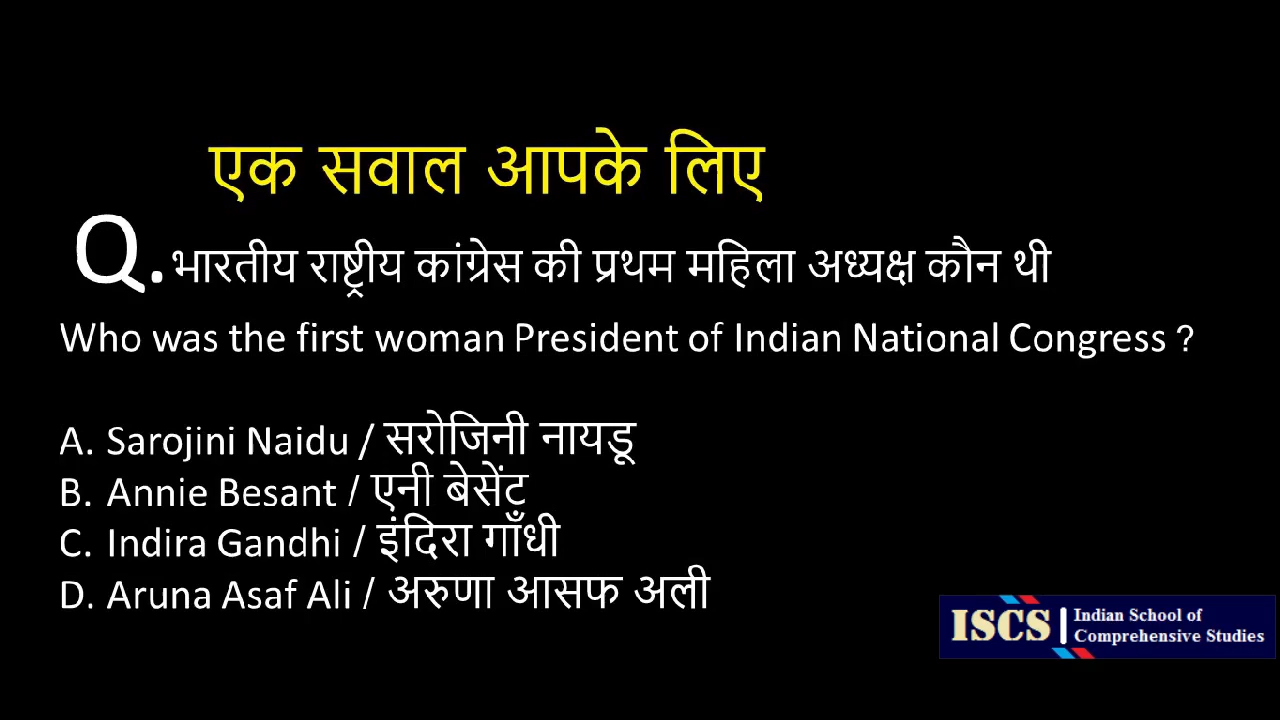 एक सवाल आपके लिए
Q. भारतीय राष्ट्रीय कांग्रेस की प्रथम महिला अध्यक्ष कौन थी
Who was the first woman President of Indian National Congress ?
A. Sarojini Naidu / सरोजिनी नायडू
B. Annie Besant / एनी बेसेंट
C. Indira Gandhi / इंदिरा गाँधी
D. Aruna Asaf Ali / अरुणा आसफ अली
ISCS
Indian School of
Comprehensive Studies